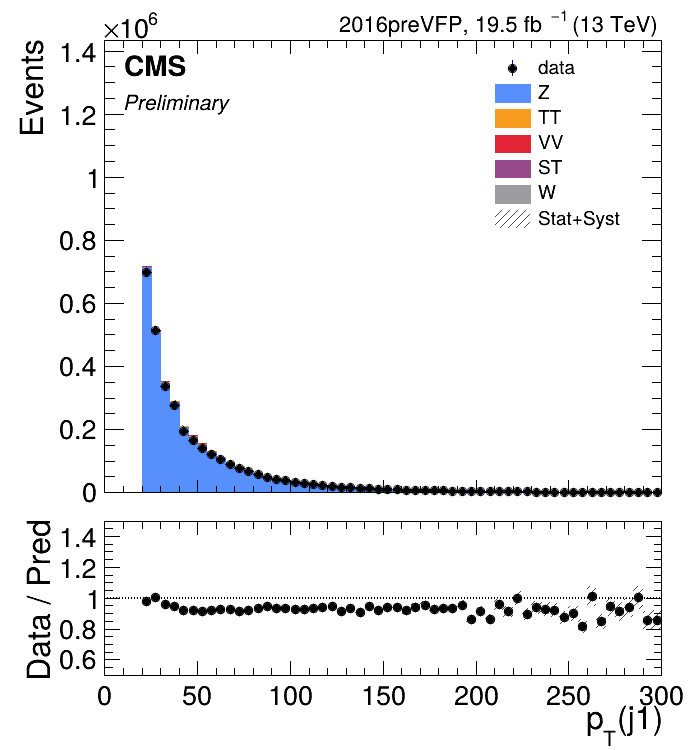 ×10⁶
2016preVFP, 19.5 fb ⁻¹ (13 TeV)
CMS
Preliminary
Events
1.4
1.2
1
0.8
0.6
0.4
0.2
0
data
Z
TT
VV
ST
W
Stat+Syst
Data / Pred
1.4
1.2
1
0.8
0.6
0 50 100 150 200 250 300
p_T(j1)